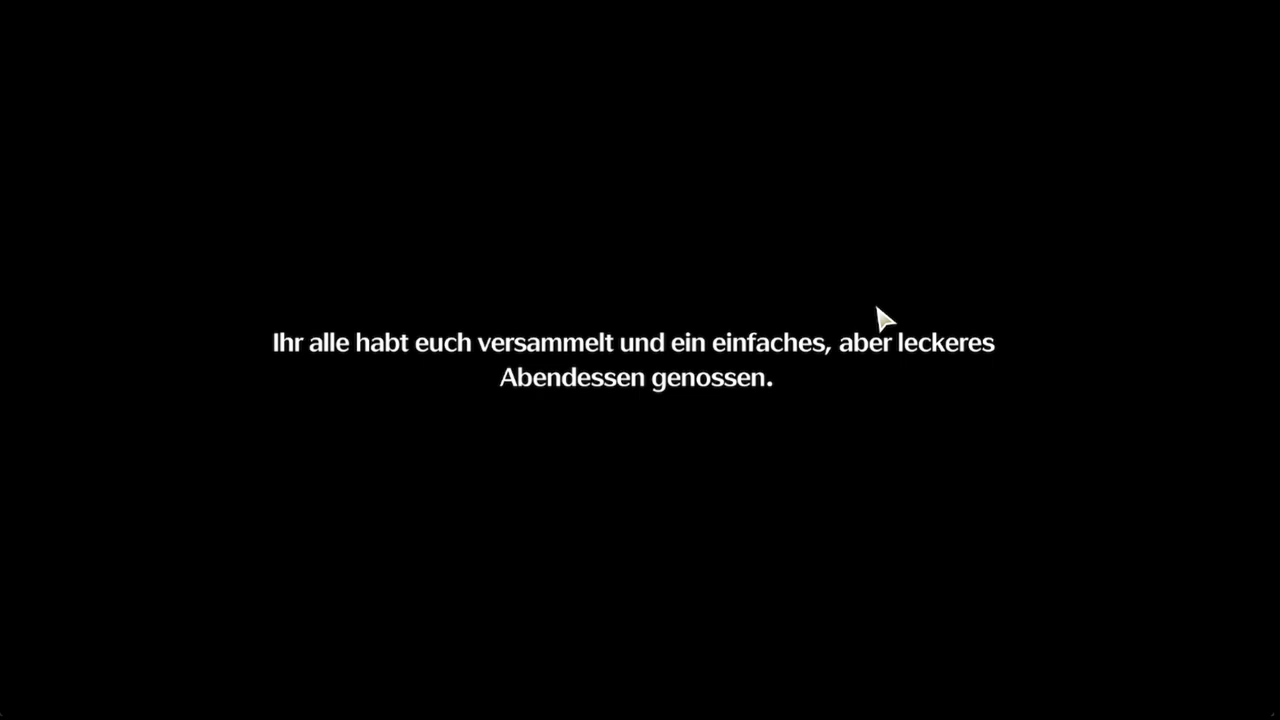 Ihr alle habt euch versammelt und ein einfaches, aber leckeres
Abendessen genossen.